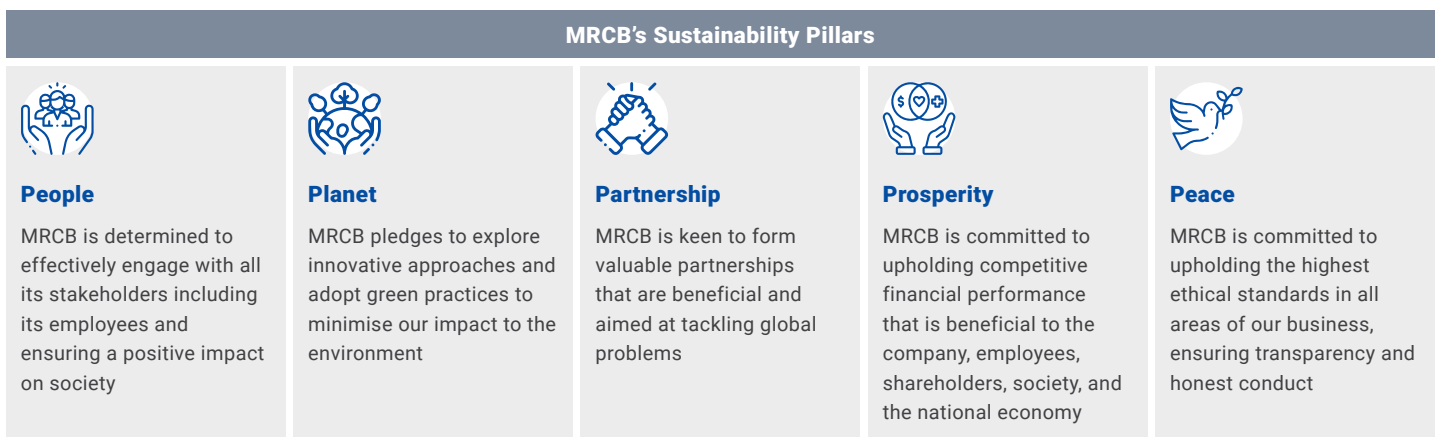 MRCB's Sustainability Pillars
People
MRCB is determined to
effectively engage with all
its stakeholders including
its employees and
ensuring a positive impact
on society
Planet
MRCB pledges to explore
innovative approaches and
adopt green practices to
minimise our impact to the
environment
Partnership
MRCB is keen to form
valuable partnerships
that are beneficial and
aimed at tackling global
problems
$
Prosperity
MRCB is committed to
upholding competitive
financial performance
that is beneficial to the
company, employees,
shareholders, society, and
the national economy
Peace
MRCB is committed to
upholding the highest
ethical standards in all
areas of our business,
ensuring transparency and
honest conduct